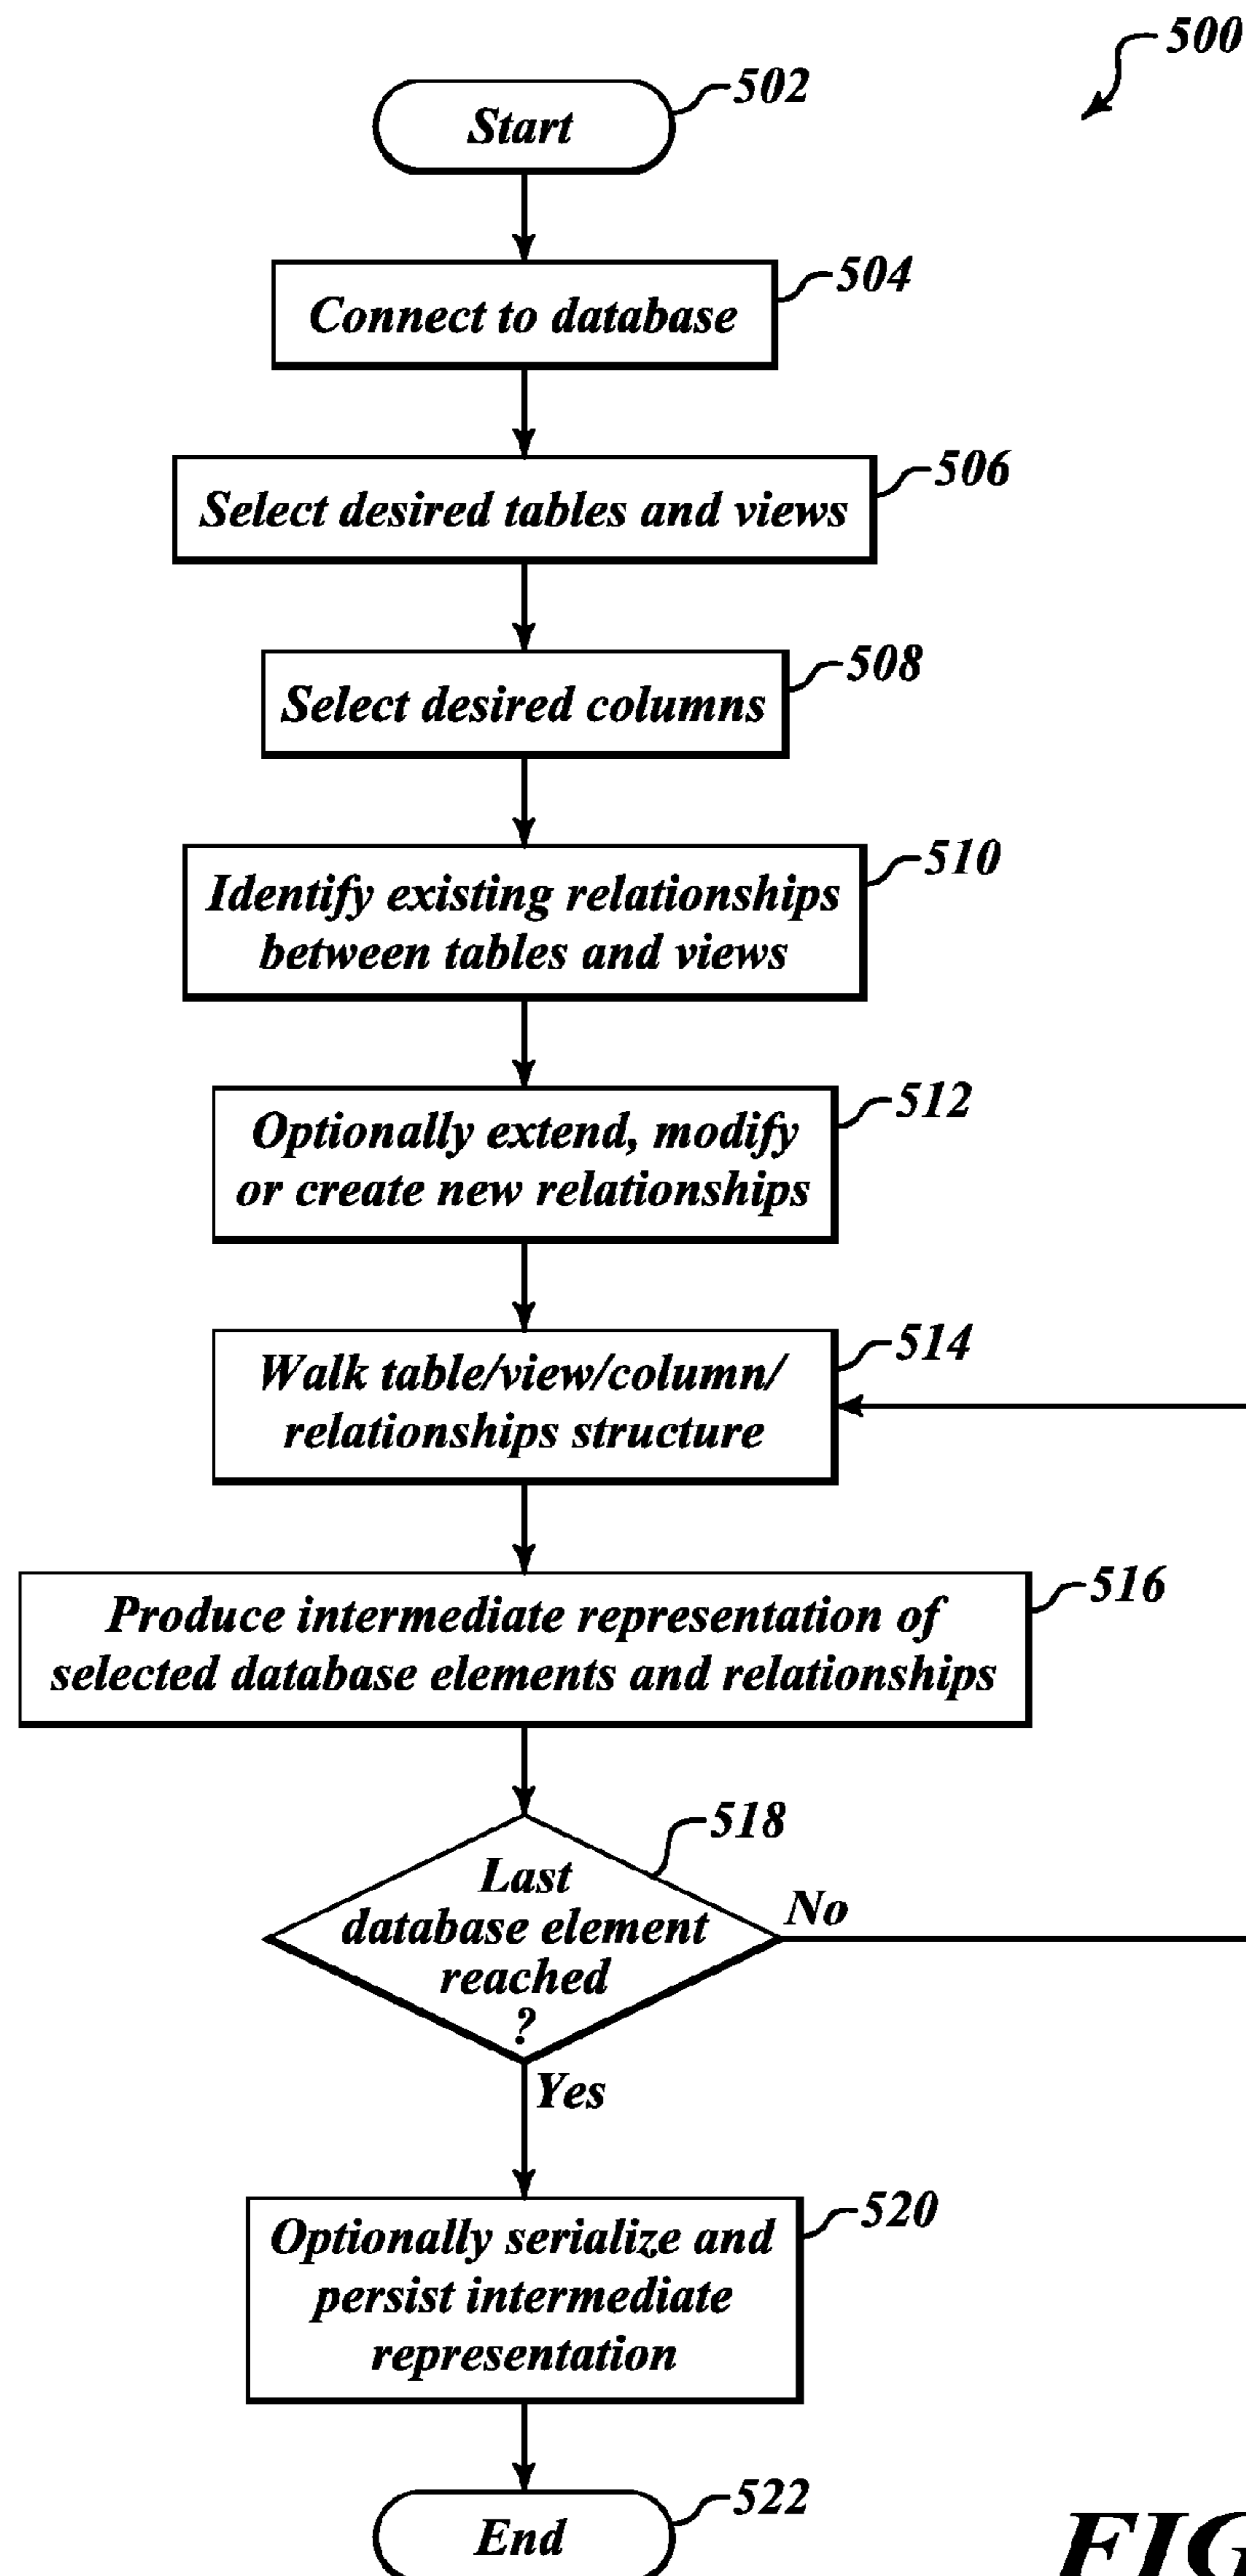 500
502
Start
504
Connect to database
506
Select desired tables and views
508
Select desired columns
510
Identify existing relationships
between tables and views
512
Optionally extend, modify
or create new relationships
514
Walk table/view/column/
relationships structure
516
Produce intermediate representation of
selected database elements and relationships
518
Last
database element
reached
?
No
Yes
520
Optionally serialize and
persist intermediate
representation
522
End
FIG